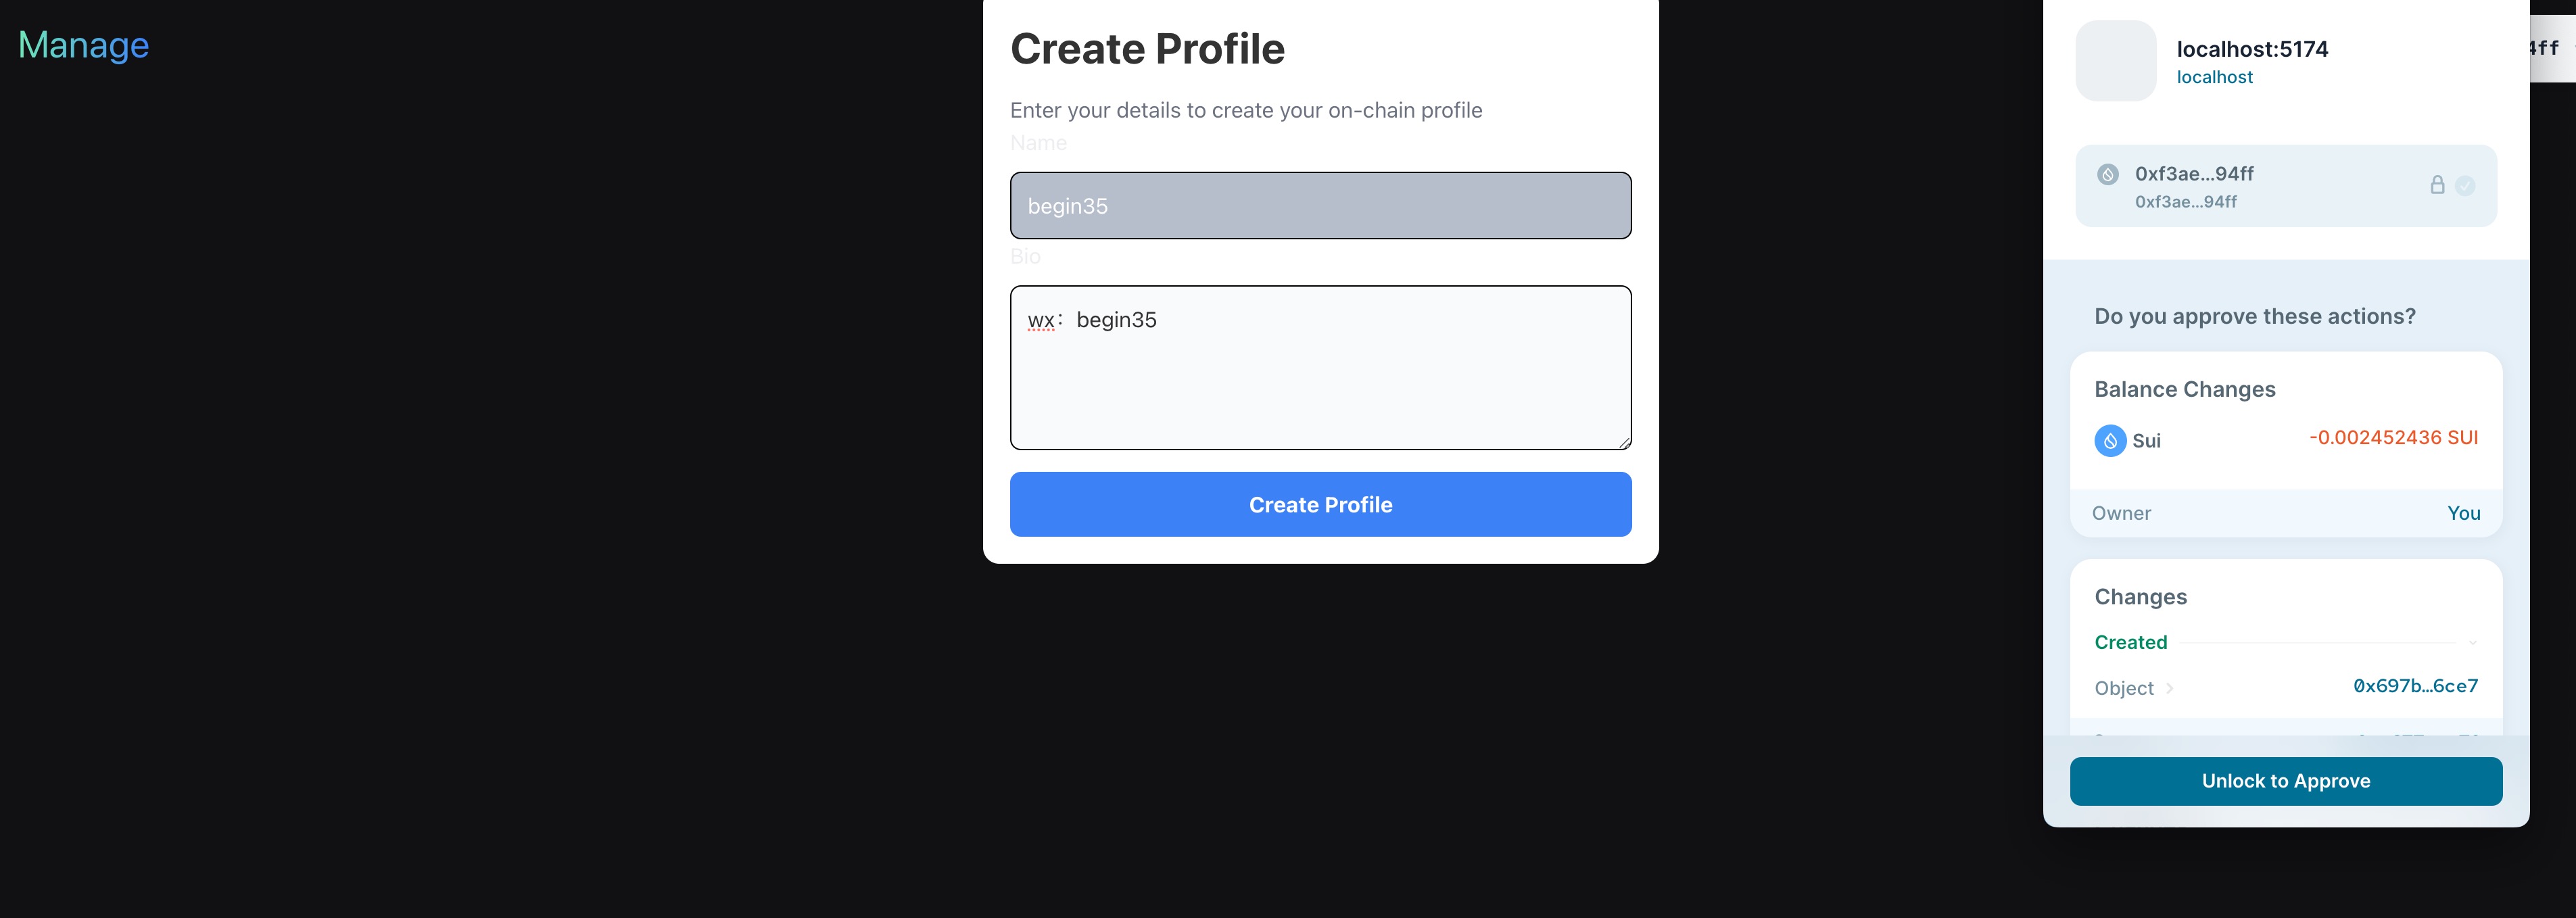 Manage
Create Profile
Enter your details to create your on-chain profile
Name
begin35
Bio
wx： begin35
Create Profile
localhost:5174
localhost
4ff
0xf3ae…94ff
0xf3ae…94ff
Do you approve these actions?
Balance Changes
Sui -0.002452436 SUI
Owner You
Changes
Created
Object 0x697b…6ce7
Unlock to Approve